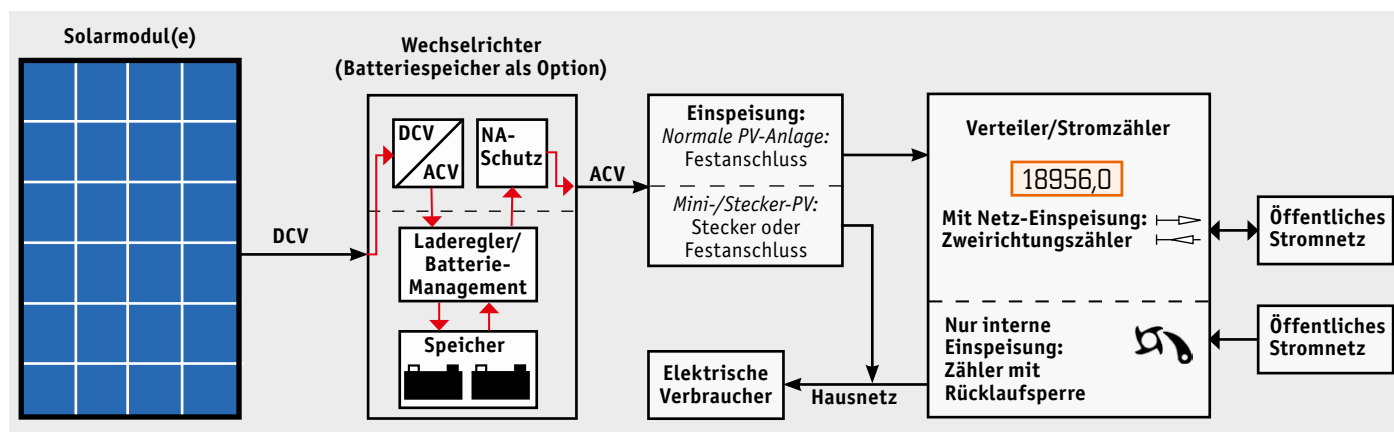 Solarmodul(e)
DCV
Wechselrichter
(Batteriespeicher als Option)
DCV
ACV
NA-
Schutz
Laderegler/
Batterie-
Management
Speicher
ACV
Einspeisung:
Normale PV-Anlage:
Festanschluss
Mini-/Stecker-PV:
Stecker oder
Festanschluss
Elektrische
Verbraucher
Hausnetz
Verteiler/Stromzähler
18956,0
Mit Netz-Einspeisung:
Zweirichtungszähler
Nur interne
Einspeisung:
Zähler mit
Rücklaufsperre
Öffentliches
Stromnetz
Öffentliches
Stromnetz